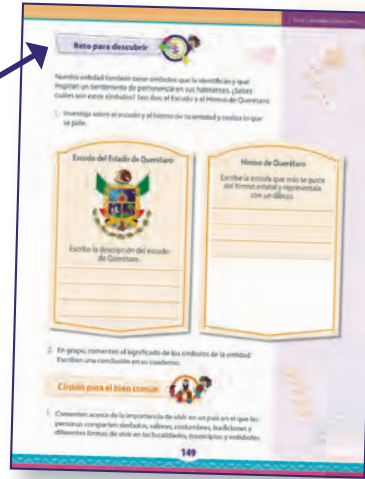 Reto para descubrir
Nuestra entidad también tiene símbolos que la identifican y que
inspiran un sentimiento de pertenencia en sus habitantes. ¿Sabes
cuáles son estos símbolos? Son dos: el Escudo y el Himno de Querétaro.
1. Investiga sobre el escudo y el himno de la entidad y realiza lo que
se pide.
Escudo del Estado de Querétaro
Escribe la descripción del escudo
de Querétaro.
Himno de Querétaro
Escribe la estrofa que más te guste
del himno estatal y represéntala
con un dibujo.
2. En grupo, comenten el significado de los símbolos de la entidad.
Escriban una conclusión en su cuaderno.
Círculo para el bien común
1. Comenten acerca de la importancia de vivir en un país en el que las
personas comparten símbolos, valores, costumbres, tradiciones y
diferentes formas de vivir en las localidades, municipios y entidades.
149